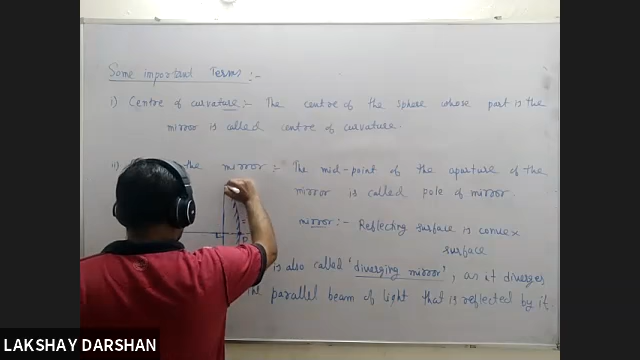 Some important Terms :-
i) Centre of curvature :- The centre of the sphere whose part is the
mirror is called centre of curvature.
ii) the mirror :- The mid-point of the aperture of the
mirror is called pole of mirror.
mirror :- Reflecting surface is convex
surface
is also called 'diverging mirror', as it diverges
the parallel beam of light that is reflected by it.
P
LAKSHAY DARSHAN